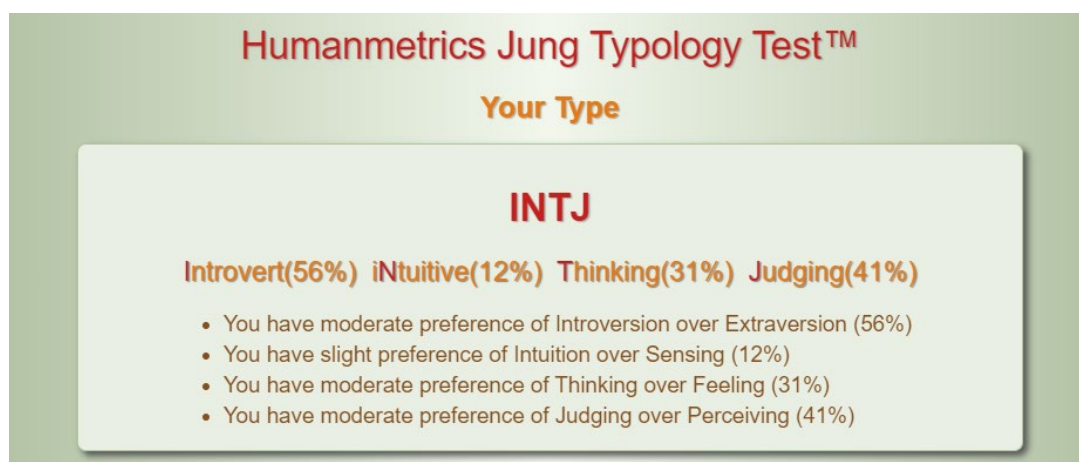 Humanmetrics Jung Typology Test™
Your Type
INTJ
Introvert(56%) iNtuitive(12%) Thinking(31%) Judging(41%)
• You have moderate preference of Introversion over Extraversion (56%)
• You have slight preference of Intuition over Sensing (12%)
• You have moderate preference of Thinking over Feeling (31%)
• You have moderate preference of Judging over Perceiving (41%)